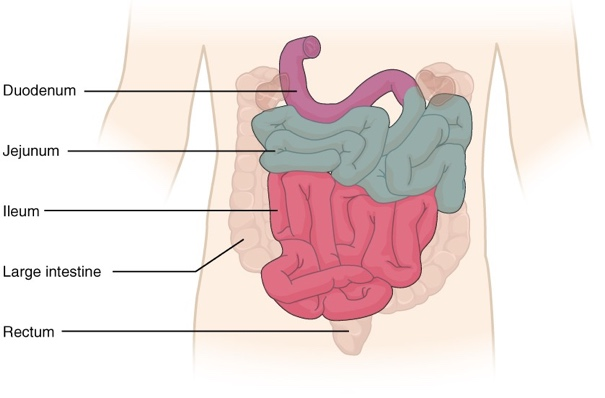 Duodenum
Jejunum
Ileum
Large intestine
Rectum